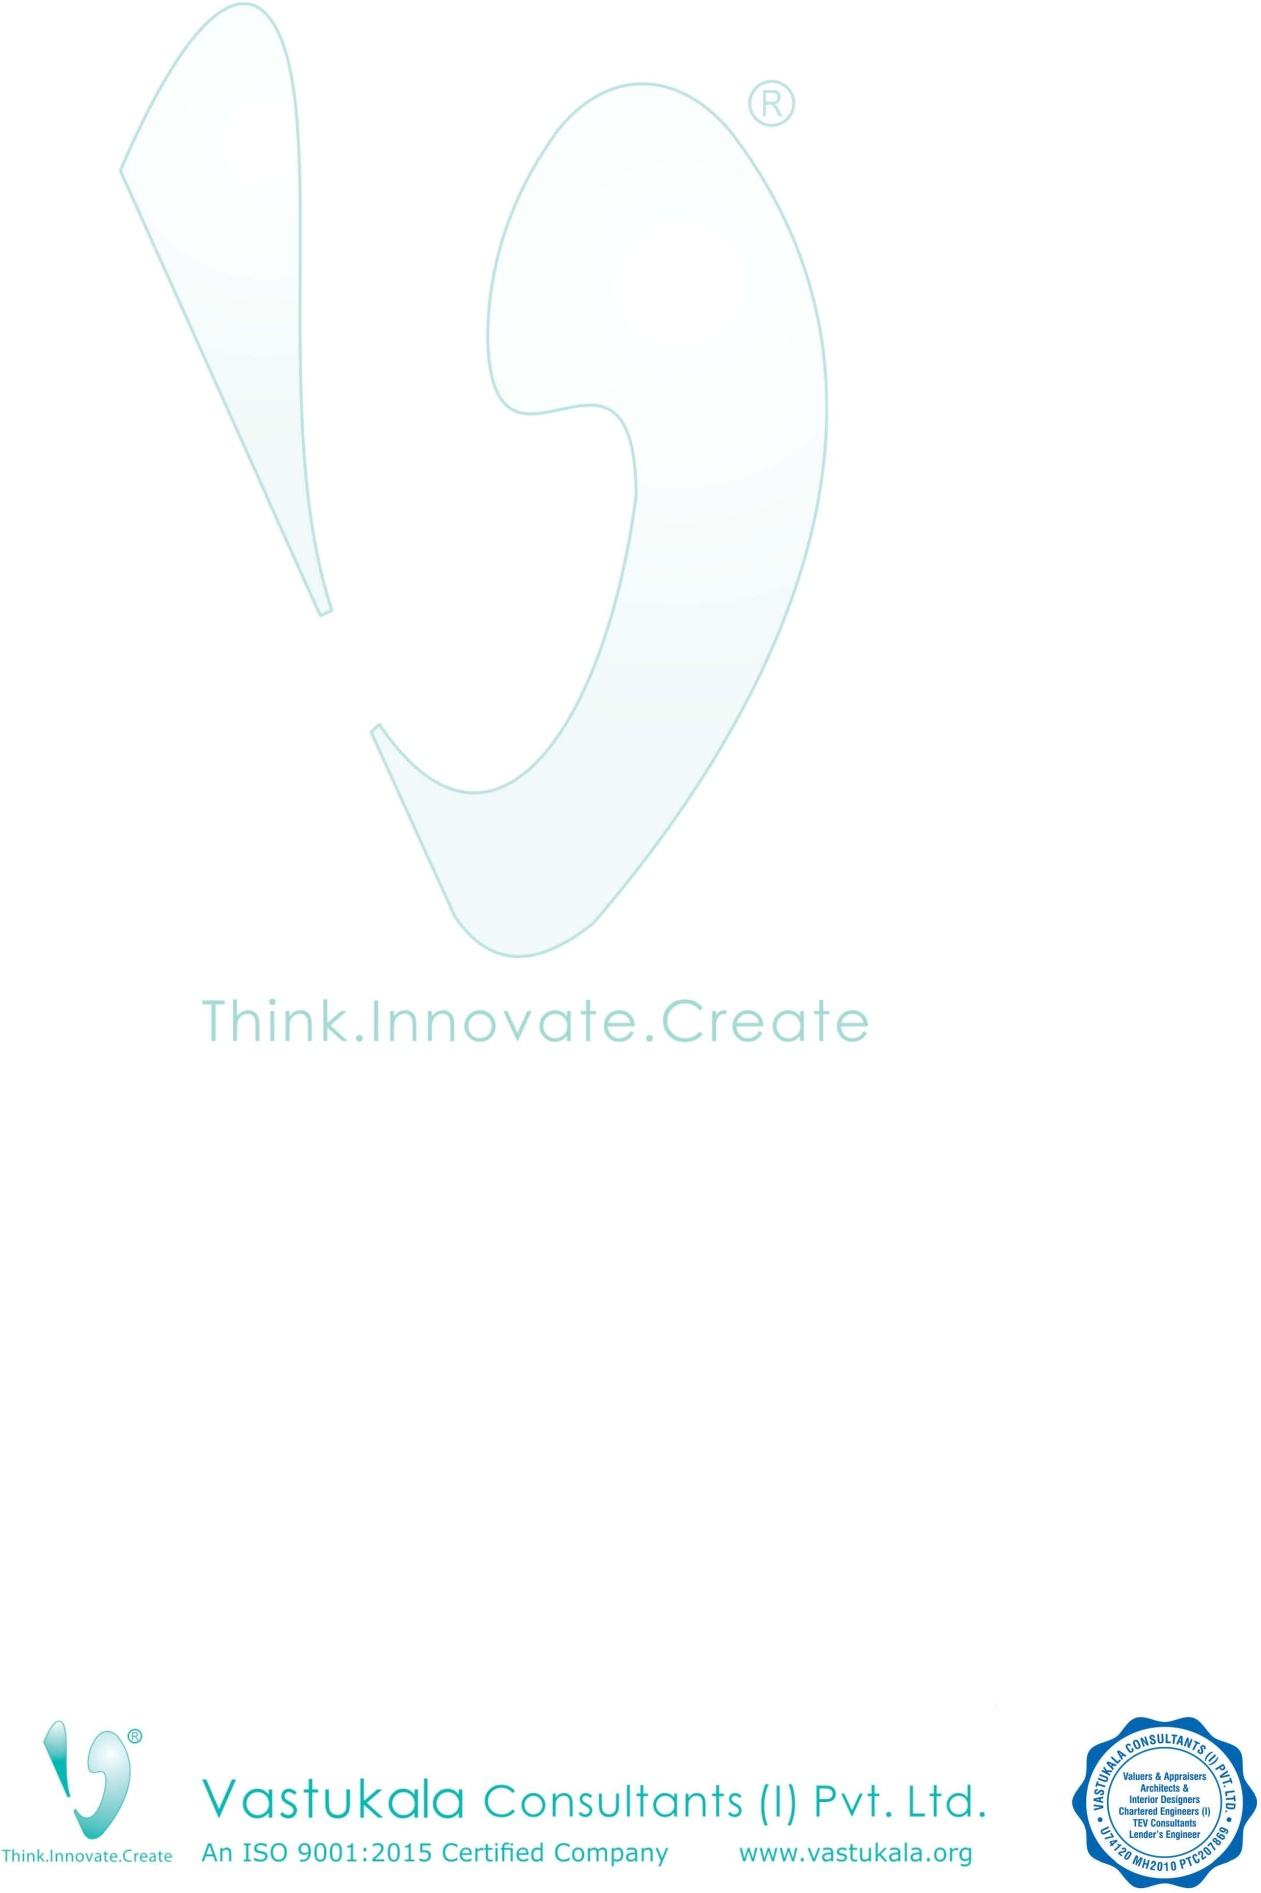 ®
Think.Innovate.Create
®
Think.Innovate.Create
Vastukala Consultants (I) Pvt. Ltd.
An ISO 9001:2015 Certified Company www.vastukala.org
VASTUKALA CONSULTANTS (I) PVT. LTD.
Valuers & Appraisers
Architects &
Interior Designers
Chartered Engineers (I)
TEV Consultants
Lender's Engineer
U74120 MH2010 PTC207869